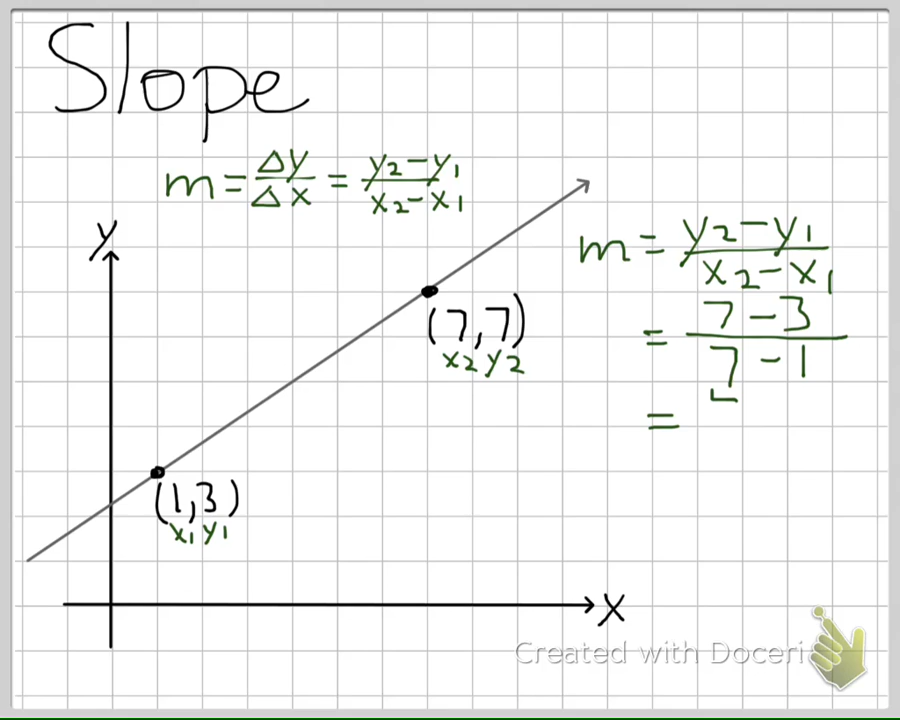 Slope
m = Δy/Δx = y₂-y₁/x₂-x₁
y
m = y₂-y₁/x₂-x₁
(7,7)
x₂ y₂
= 7-3/7-1
=
(1,3)
x₁ y₁
x
Created with Doceri